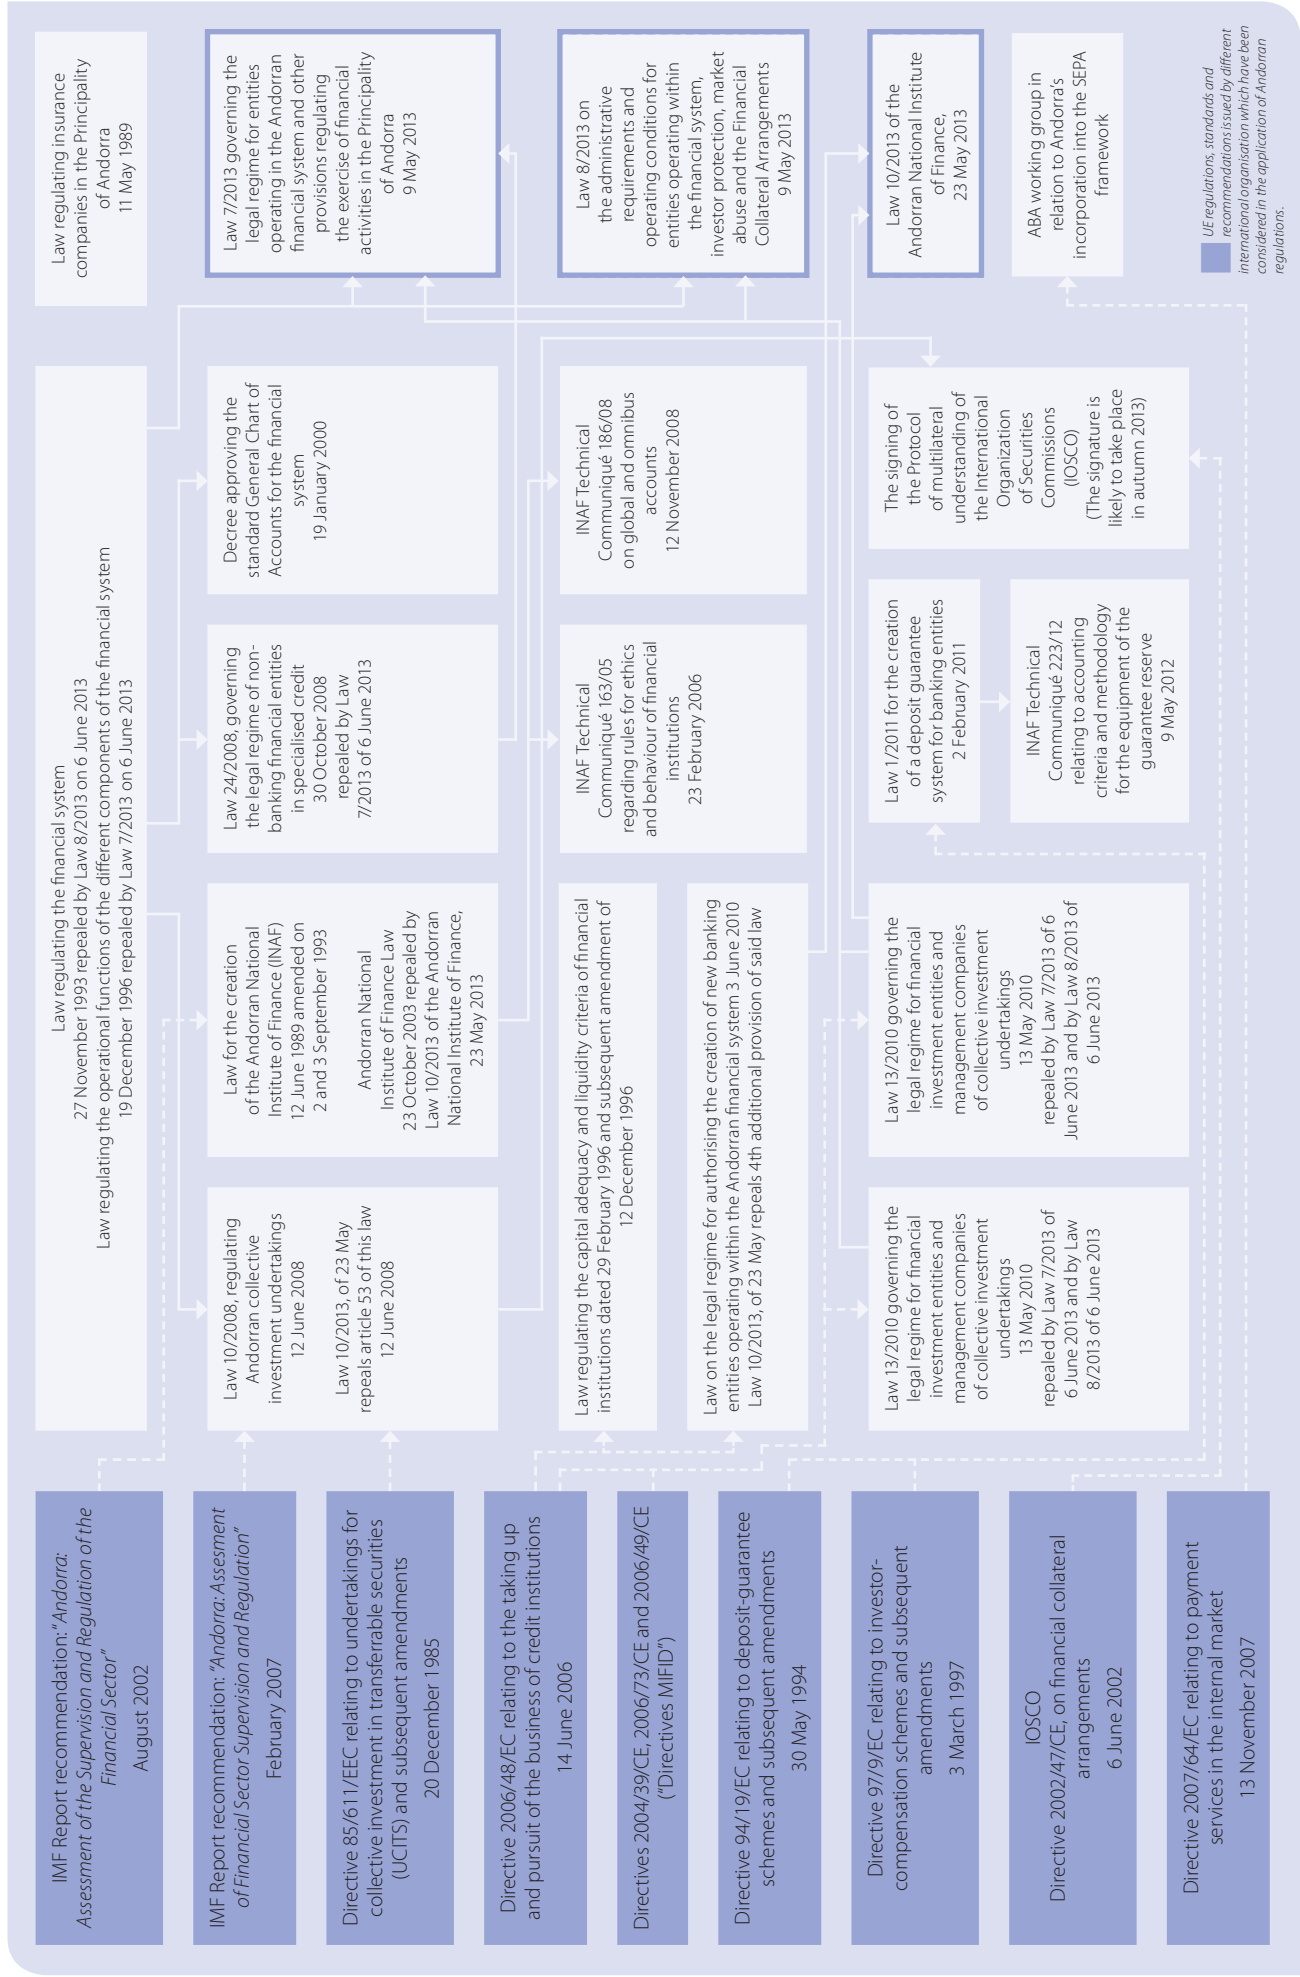 IMF Report recommendation: "Andorra:
Assessment of the Supervision and Regulation of the
Financial Sector"
August 2002
IMF Report recommendation: "Andorra: Assesment
of Financial Sector Supervision and Regulation"
February 2007
Directive 85/611/EEC relating to undertakings for
collective investment in transferrable securities
(UCITS) and subsequent amendments
20 December 1985
Directive 2006/48/EC relating to the taking up
and pursuit of the business of credit institutions
14 June 2006
Directives 2004/39/CE, 2006/73/CE and 2006/49/CE
("Directives MIFID")
Directive 94/19/EC relating to deposit-guarantee
schemes and subsequent amendments
30 May 1994
Directive 97/9/EC relating to investor-
compensation schemes and subsequent
amendments
3 March 1997
IOSCO
Directive 2002/47/CE, on financial collateral
arrangements
6 June 2002
Directive 2007/64/EC relating to payment
services in the internal market
13 November 2007
Law regulating the financial system
27 November 1993 repealed by Law 8/2013 on 6 June 2013
Law regulating the operational functions of the different components of the financial system
19 December 1996 repealed by Law 7/2013 on 6 June 2013
Law 10/2008, regulating
Andorran collective
investment undertakings
12 June 2008
Law 10/2013, of 23 May
repeals article 53 of this law
12 June 2008
Law for the creation
of the Andorran National
Institute of Finance (INAF)
12 June 1989 amended on
2 and 23 September 1993
Andorran National
Institute of Finance Law
23 October 2003 repealed by
Law 10/2013 of the Andorran
National Institute of Finance,
23 May 2013
Law 24/2008, governing
the legal regime of non-
banking financial entities
in specialised credit
30 October 2008
repealed by Law
7/2013 of 6 June 2013
Decree approving the
standard General Chart of
Accounts for the financial
system
19 January 2000
Law regulating the capital adequacy and liquidity criteria of financial
institutions dated 29 February 1996 and subsequent amendment of
12 December 1996
Law on the legal regime for authorising the creation of new banking
entities operating within the Andorran financial system 3 June 2010
Law 10/2013, of 23 May repeals 4th additional provision of said law
INAF Technical
Communiqué 163/05
regarding rules for ethics
and behaviour of financial
institutions
23 February 2006
INAF Technical
Communiqué 186/08
on global and omnibus
accounts
12 November 2008
Law 13/2010 governing the
legal regime for financial
investment entities and
management companies
of collective investment
undertakings
13 May 2010
repealed by Law 7/2013 of
6 June 2013 and by Law
8/2013 of 6 June 2013
Law 13/2010 governing the
legal regime for financial
investment entities and
management companies
of collective investment
undertakings
13 May 2010
repealed by Law 7/2013 of 6
June 2013 and by Law 8/2013 of
6 June 2013
Law 1/2011 for the creation
of a deposit guarantee
system for banking entities
2 February 2011
INAF Technical
Communiqué 223/12
relating to accounting
criteria and methodology
for the equipment of the
guarantee reserve
9 May 2012
The signing of
the Protocol
of multilateral
understanding of
the International
Organization
of Securities
Commissions
(IOSCO)
(The signature is
likely to take place
in autumn 2013)
Law regulating insurance
companies in the Principality
of Andorra
11 May 1989
Law 7/2013 governing the
legal regime for entities
operating in the Andorran
financial system and other
provisions regulating
the exercise of financial
activities in the Principality
of Andorra
9 May 2013
Law 8/2013 on
the administrative
requirements and
operating conditions for
entities operating within
the financial system,
investor protection, market
abuse and the Financial
Collateral Arrangements
9 May 2013
Law 10/2013 of the
Andorran National Institute
of Finance,
23 May 2013
ABA working group in
relation to Andorra's
incorporation into the SEPA
framework
UE regulations, standards and
recommendations issued by different
international organisation which have been
considered in the application of Andorran
regulations.